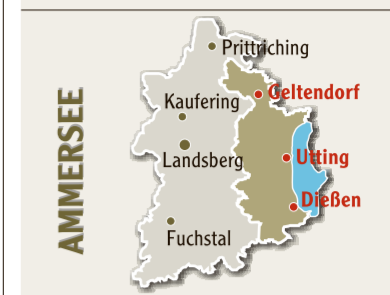 AMMERSEE
Prittriching
Geltendorf
Kaufering
Landsberg
Utting
Dießen
Fuchstal